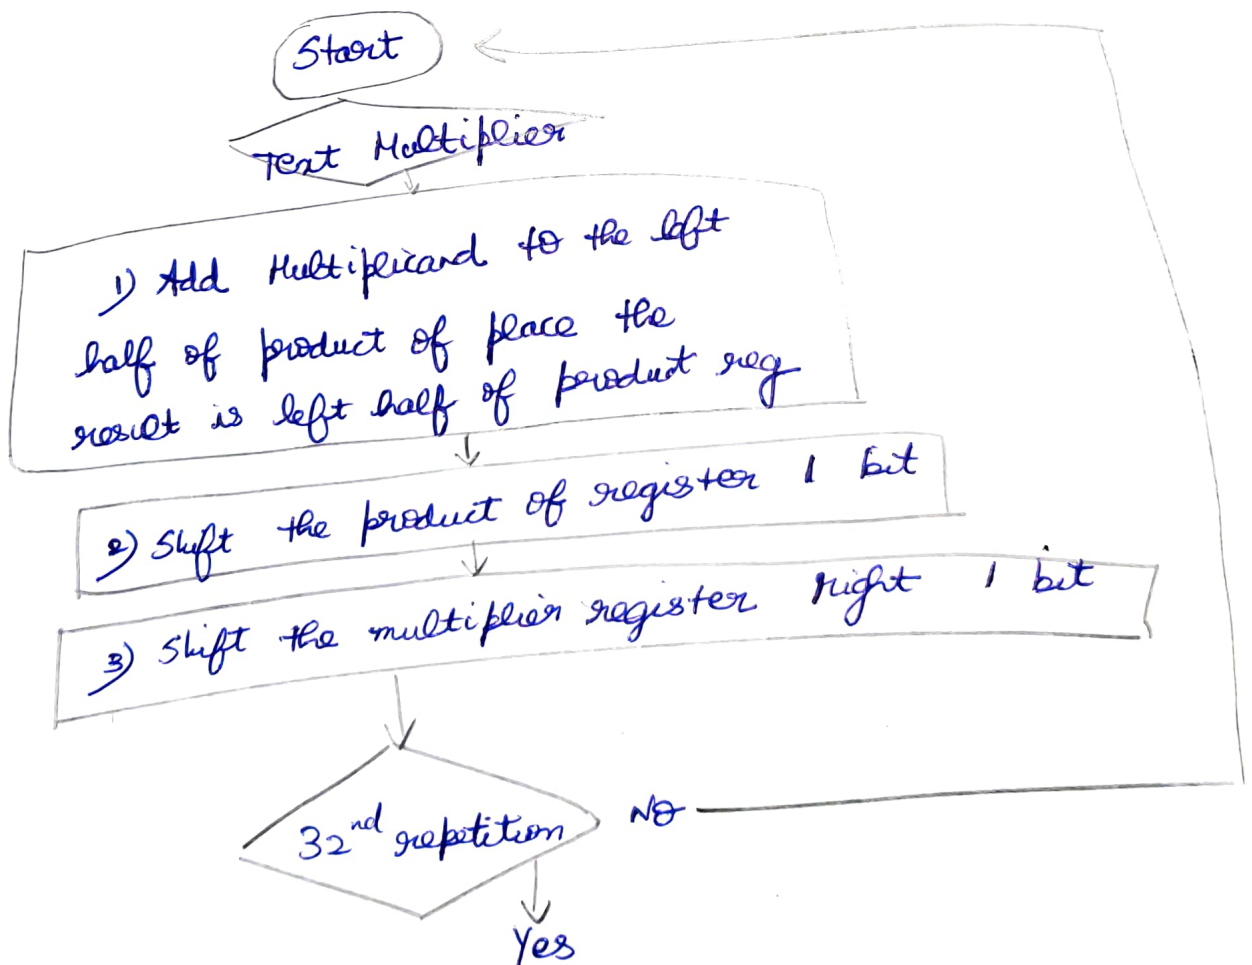 Start
Text Multiplier
1) Add Multiplicand to the left
half of product of place the
result is left half of product reg
2) Shift the product of register 1 bit
3) Shift the multiplier register right 1 bit
32nd repetition
No
Yes